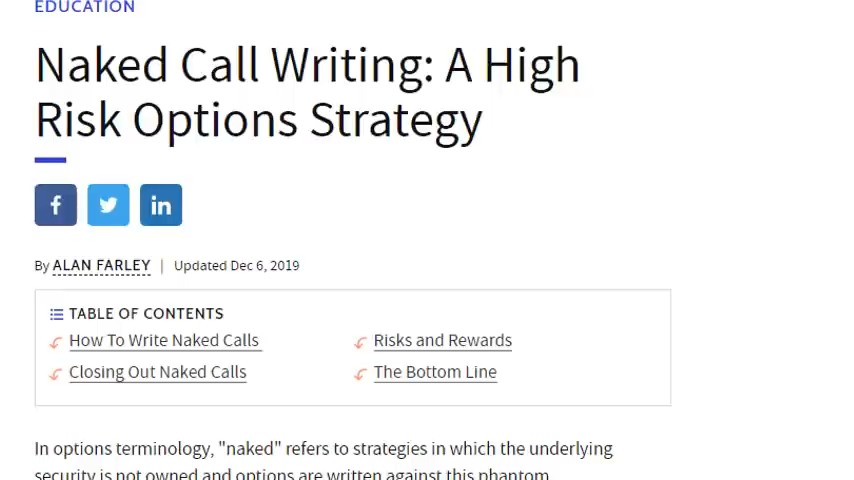 EDUCATION
Naked Call Writing: A High
Risk Options Strategy
f in
By ALAN FARLEY | Updated Dec 6, 2019
TABLE OF CONTENTS
How To Write Naked Calls Risks and Rewards
Closing Out Naked Calls The Bottom Line
In options terminology, "naked" refers to strategies in which the underlying
security is not owned and options are written against this phantom